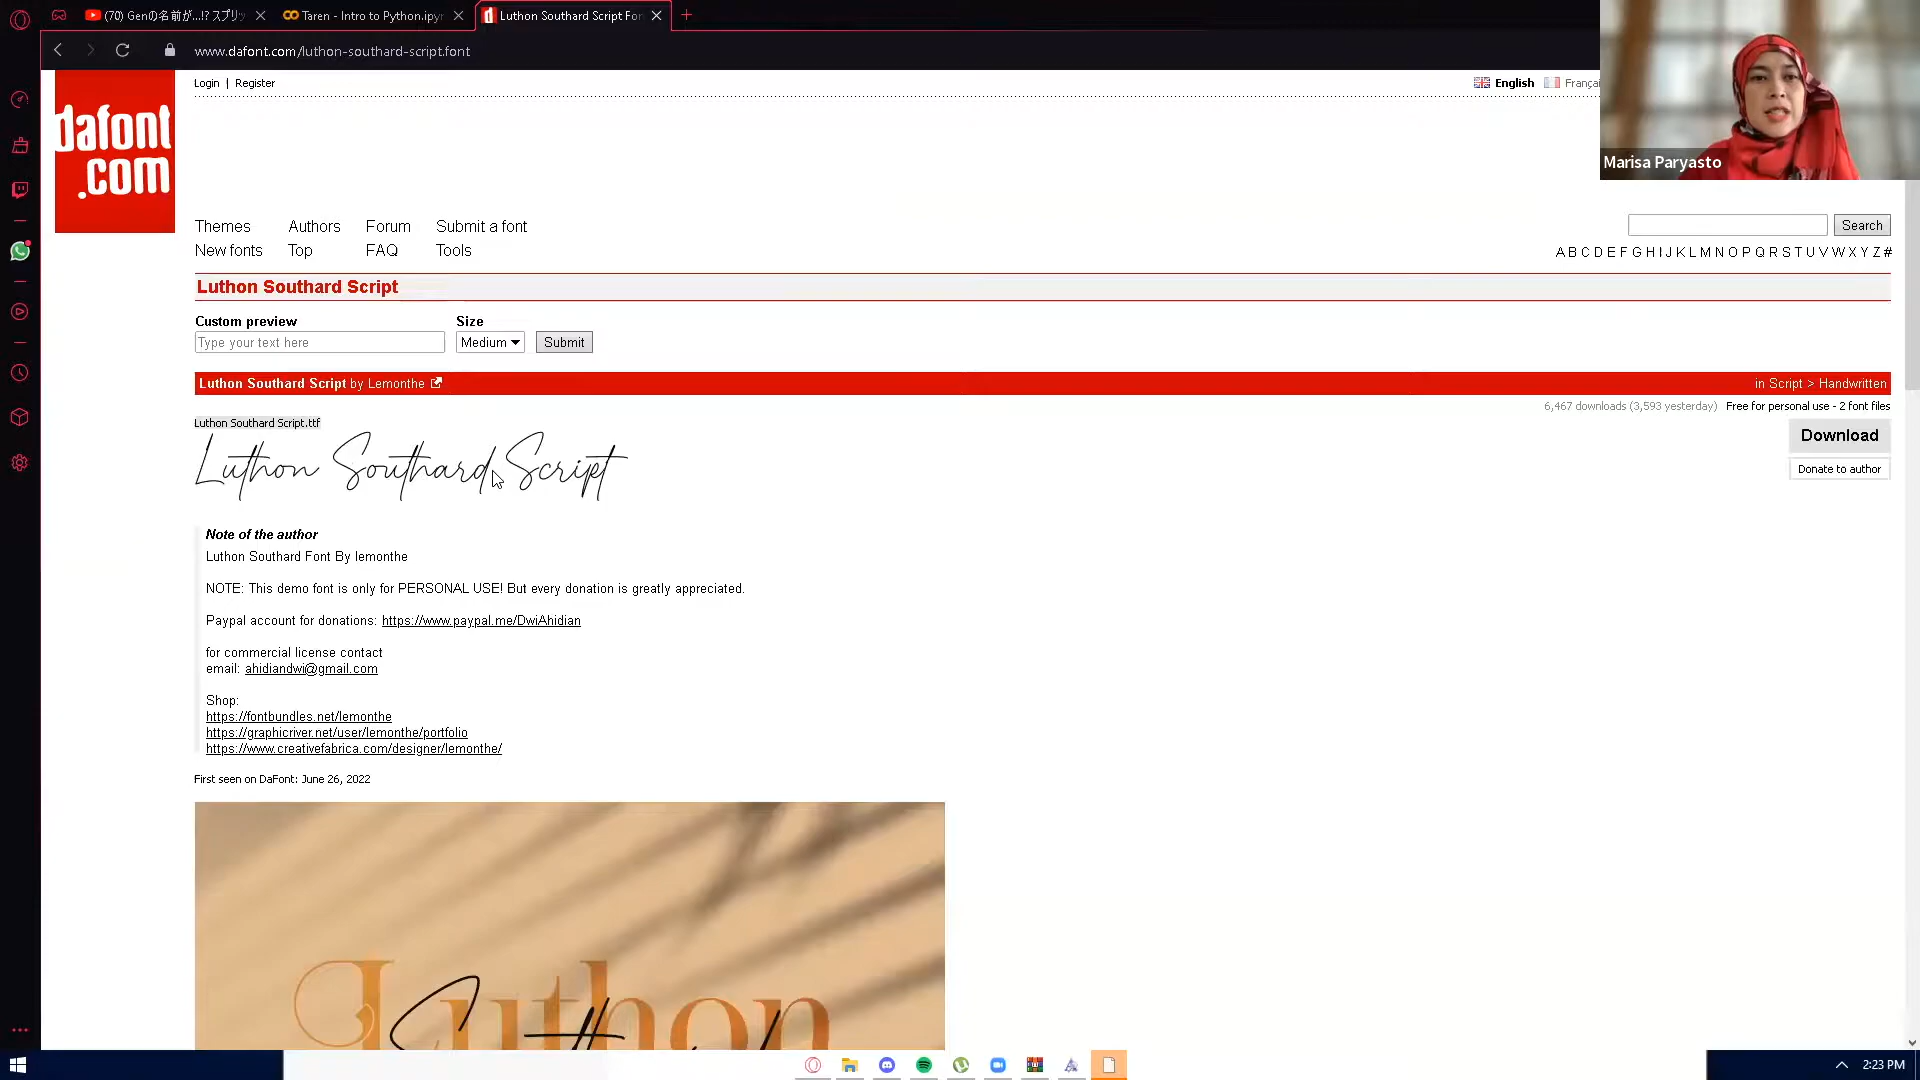 (70) Genの名前が...!? スプリッ
Taren - Intro to Python.ipyn
Luthon Southard Script Fon
www.dafont.com/luthon-southard-script.font
dafont
.com
Login | Register
English
Françai
Marisa Paryasto
Themes Authors Forum Submit a font
New fonts Top FAQ Tools
Search
A B C D E F G H I J K L M N O P Q R S T U V W X Y Z #
Luthon Southard Script
Custom preview Size
Type your text here Medium Submit
Luthon Southard Script by Lemonthe in Script > Handwritten
6,467 downloads (3,593 yesterday) Free for personal use - 2 font files
Luthon Southard Script.ttf
Download
Luthon Southard Script
Donate to author
Note of the author
Luthon Southard Font By lemonthe
NOTE: This demo font is only for PERSONAL USE! But every donation is greatly appreciated.
Paypal account for donations: https://www.paypal.me/DwiAhidian
for commercial license contact
email: ahidiandwi@gmail.com
Shop:
https://fontbundles.net/lemonthe
https://graphicriver.net/user/lemonthe/portfolio
https://www.creativefabrica.com/designer/lemonthe/
First seen on DaFont: June 26, 2022
Luthon
2:23 PM